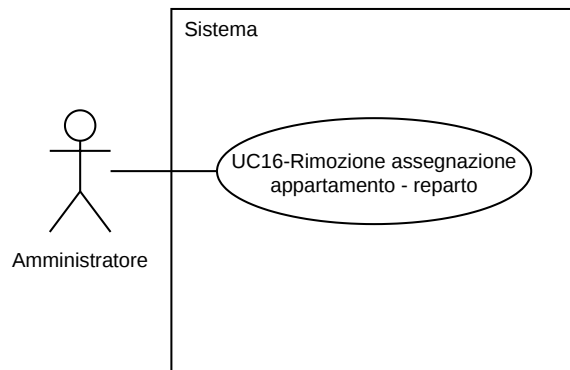 Sistema
UC16-Rimozione assegnazione
appartamento - reparto
Amministratore